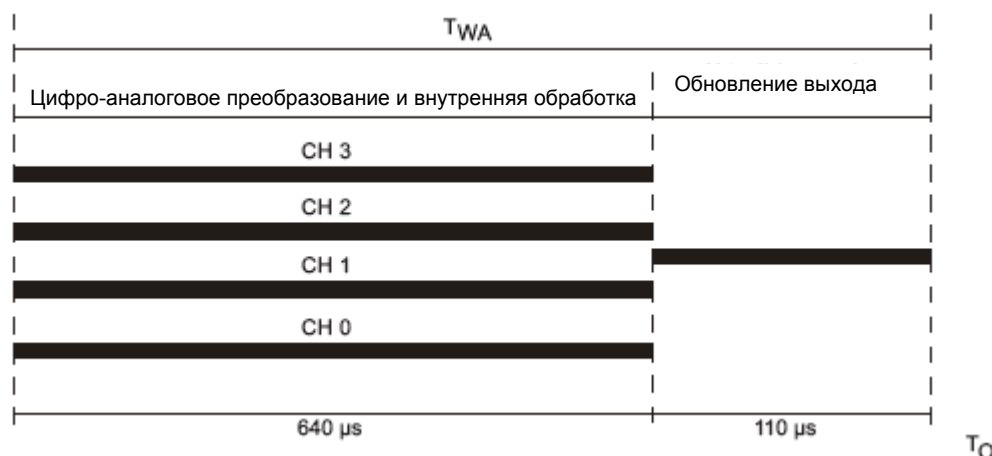 TWA
Цифро-аналоговое преобразование и внутренняя обработка
Обновление выхода
CH 3
CH 2
CH 1
CH 0
640 µs
110 µs